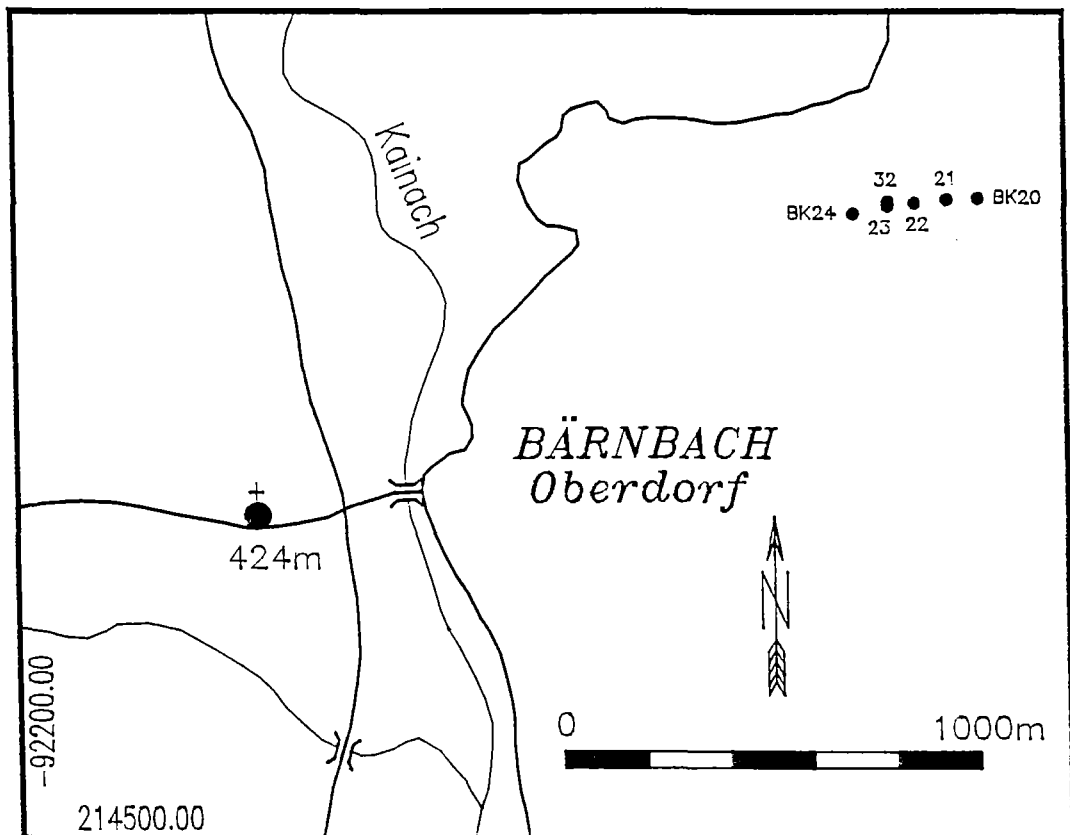 Kainach
32
21
BK24
BK20
23
22
BÄRNBACH
Oberdorf
424m
N
-92200.00
0
1000m
214500.00